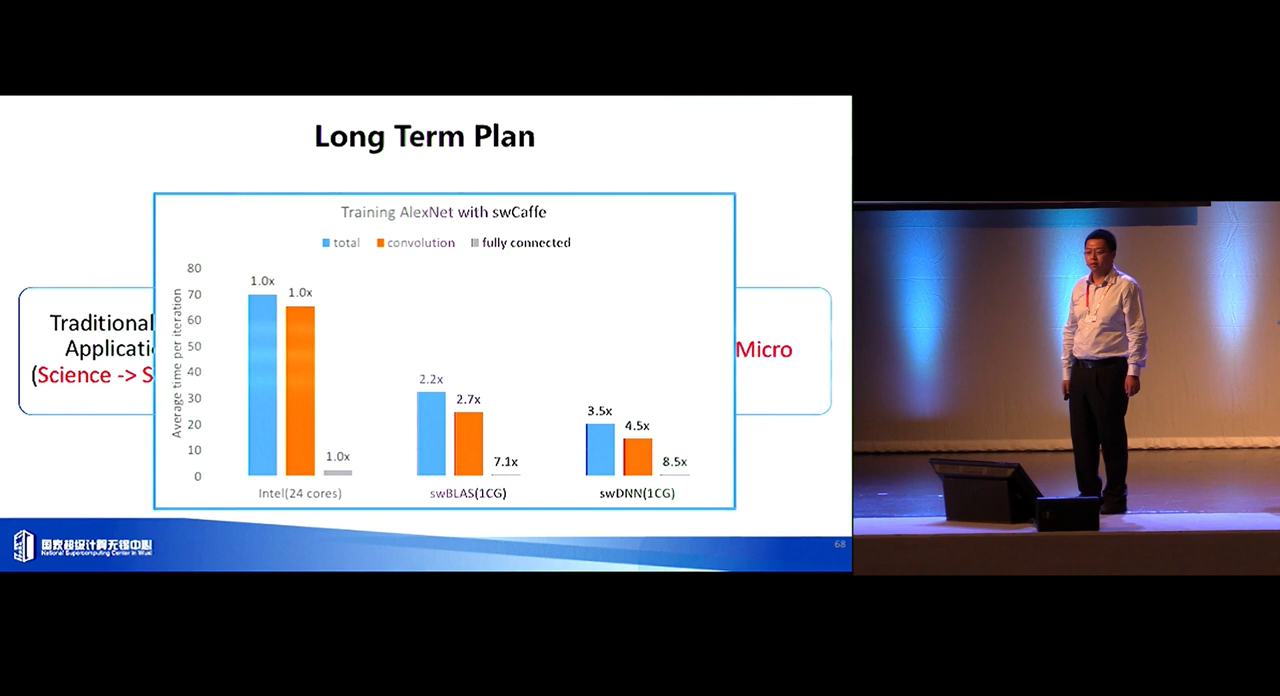 Long Term Plan
Training AlexNet with swCaffe
total convolution fully connected
Average time per iteration
80
70
60
50
40
30
20
10
0
1.0x
1.0x
1.0x
2.2x
2.7x
7.1x
3.5x
4.5x
8.5x
Intel(24 cores)
swBLAS(1CG)
swDNN(1CG)
Traditional
Applicati
(Science -> S
Micro
国家超级计算无锡中心
National Supercomputing Center in Wuxi
68